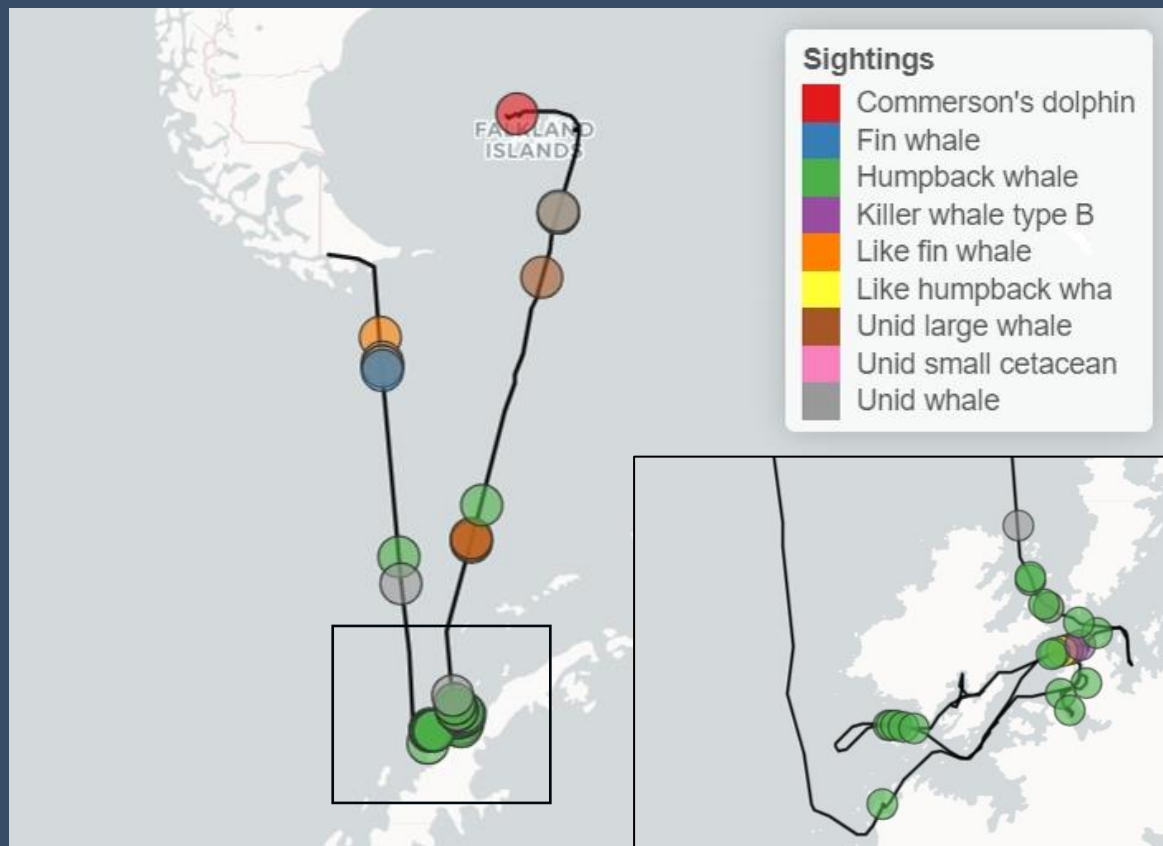 Sightings
Commerson's dolphin
Fin whale
Humpback whale
Killer whale type B
Like fin whale
Like humpback wha
Unid large whale
Unid small cetacean
Unid whale
FALKLAND
ISLANDS